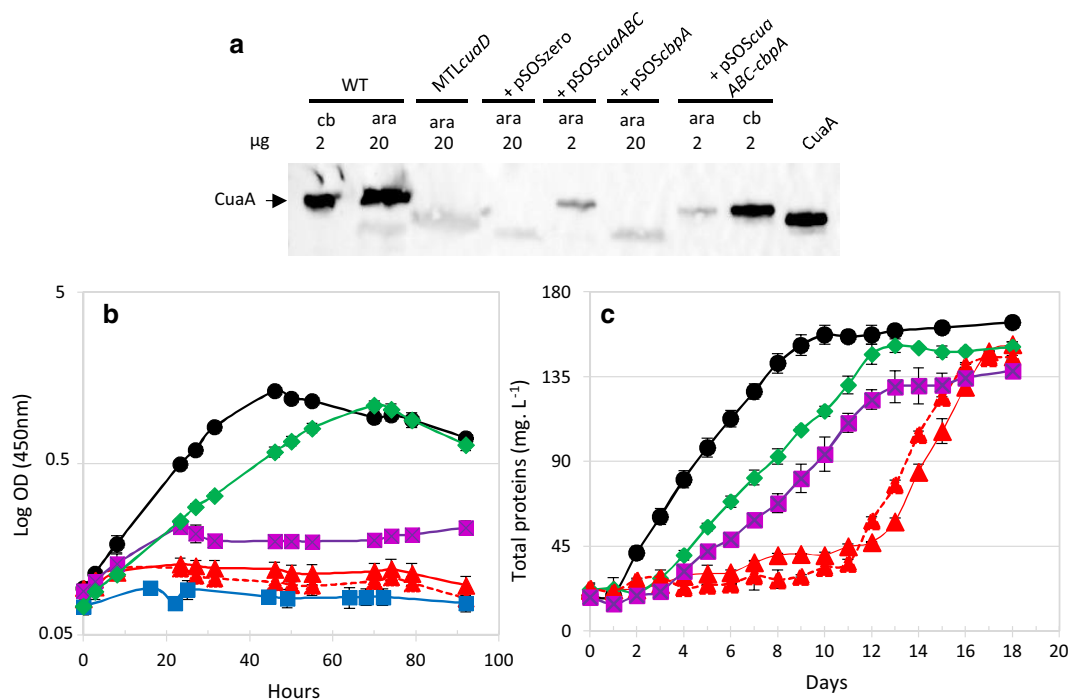 a
WT
MTLcuaD
+ pSOSzero
+ pSOScuaABC
+ pSOScbpA
+ pSOScua
ABC-cbpA
CuaA
cb ara ara ara ara ara ara cb
µg 2 20 20 20 2 20 2 2
CuaA
b
5
0.5
0.05
Log OD (450nm)
0 20 40 60 80 100
Hours
c
180
135
90
45
0
Total proteins (mg. L-1)
0 2 4 6 8 10 12 14 16 18 20
Days